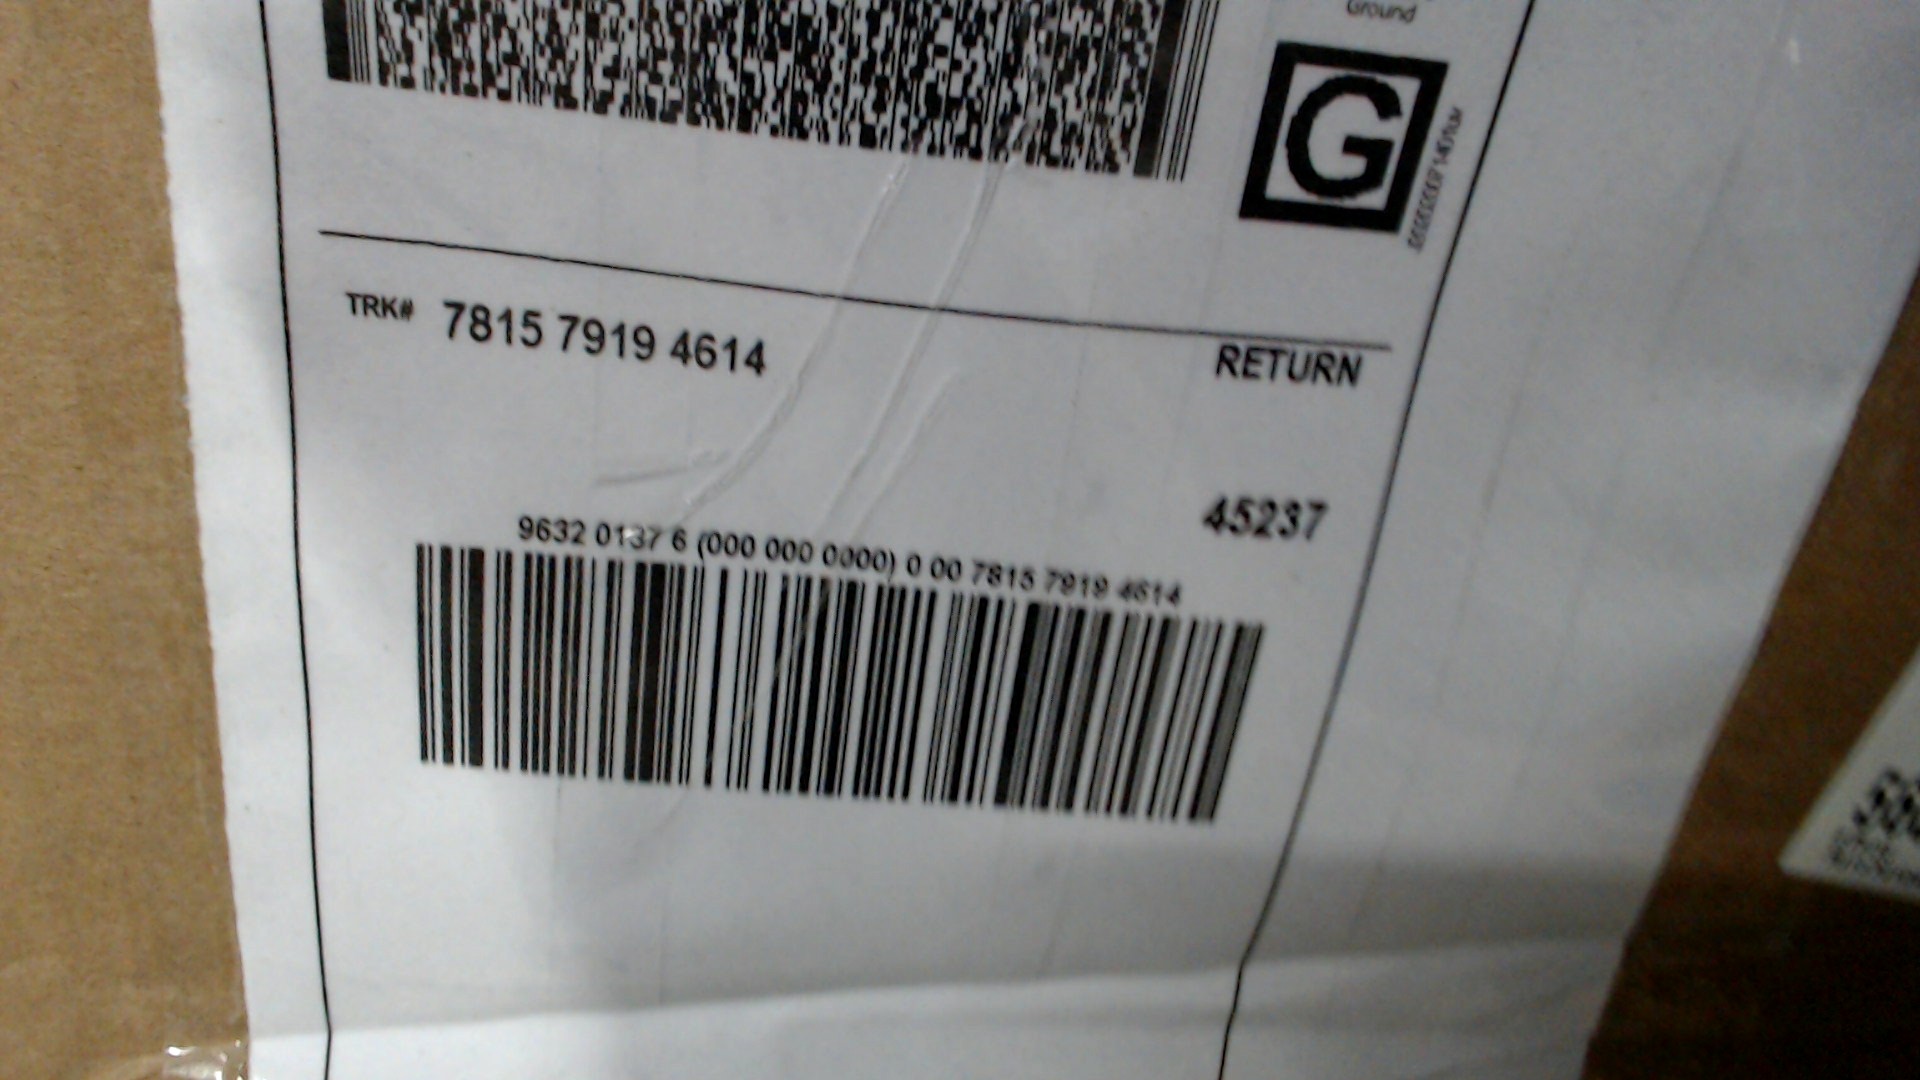 Ground
G
TRK# 7815 7919 4614
RETURN
45237
9632 0137 6 (000 000 0000) 0 00 7815 7919 4614